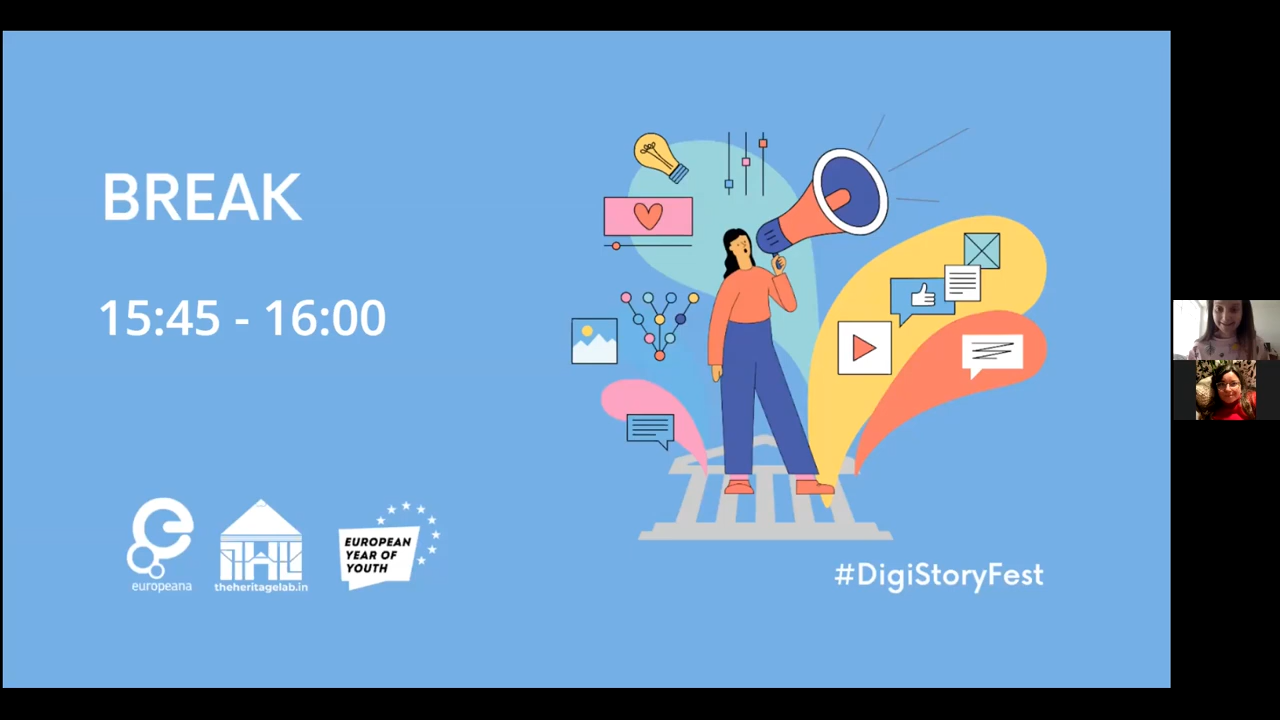 BREAK
15:45 - 16:00
europeana
theheritagelab.in
EUROPEAN
YEAR OF
YOUTH
#DigiStoryFest